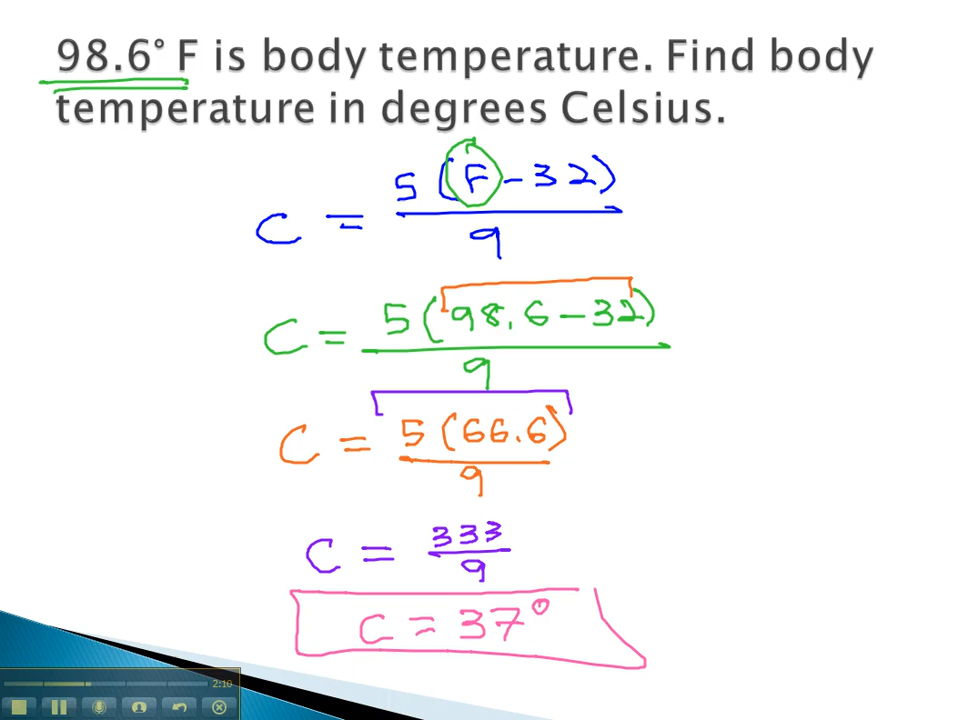 98.6° F is body temperature. Find body
temperature in degrees Celsius.
C = 5(F-32)/9
C = 5(98.6-32)/9
C = 5(66.6)/9
C = 333/9
C = 37°
2:10